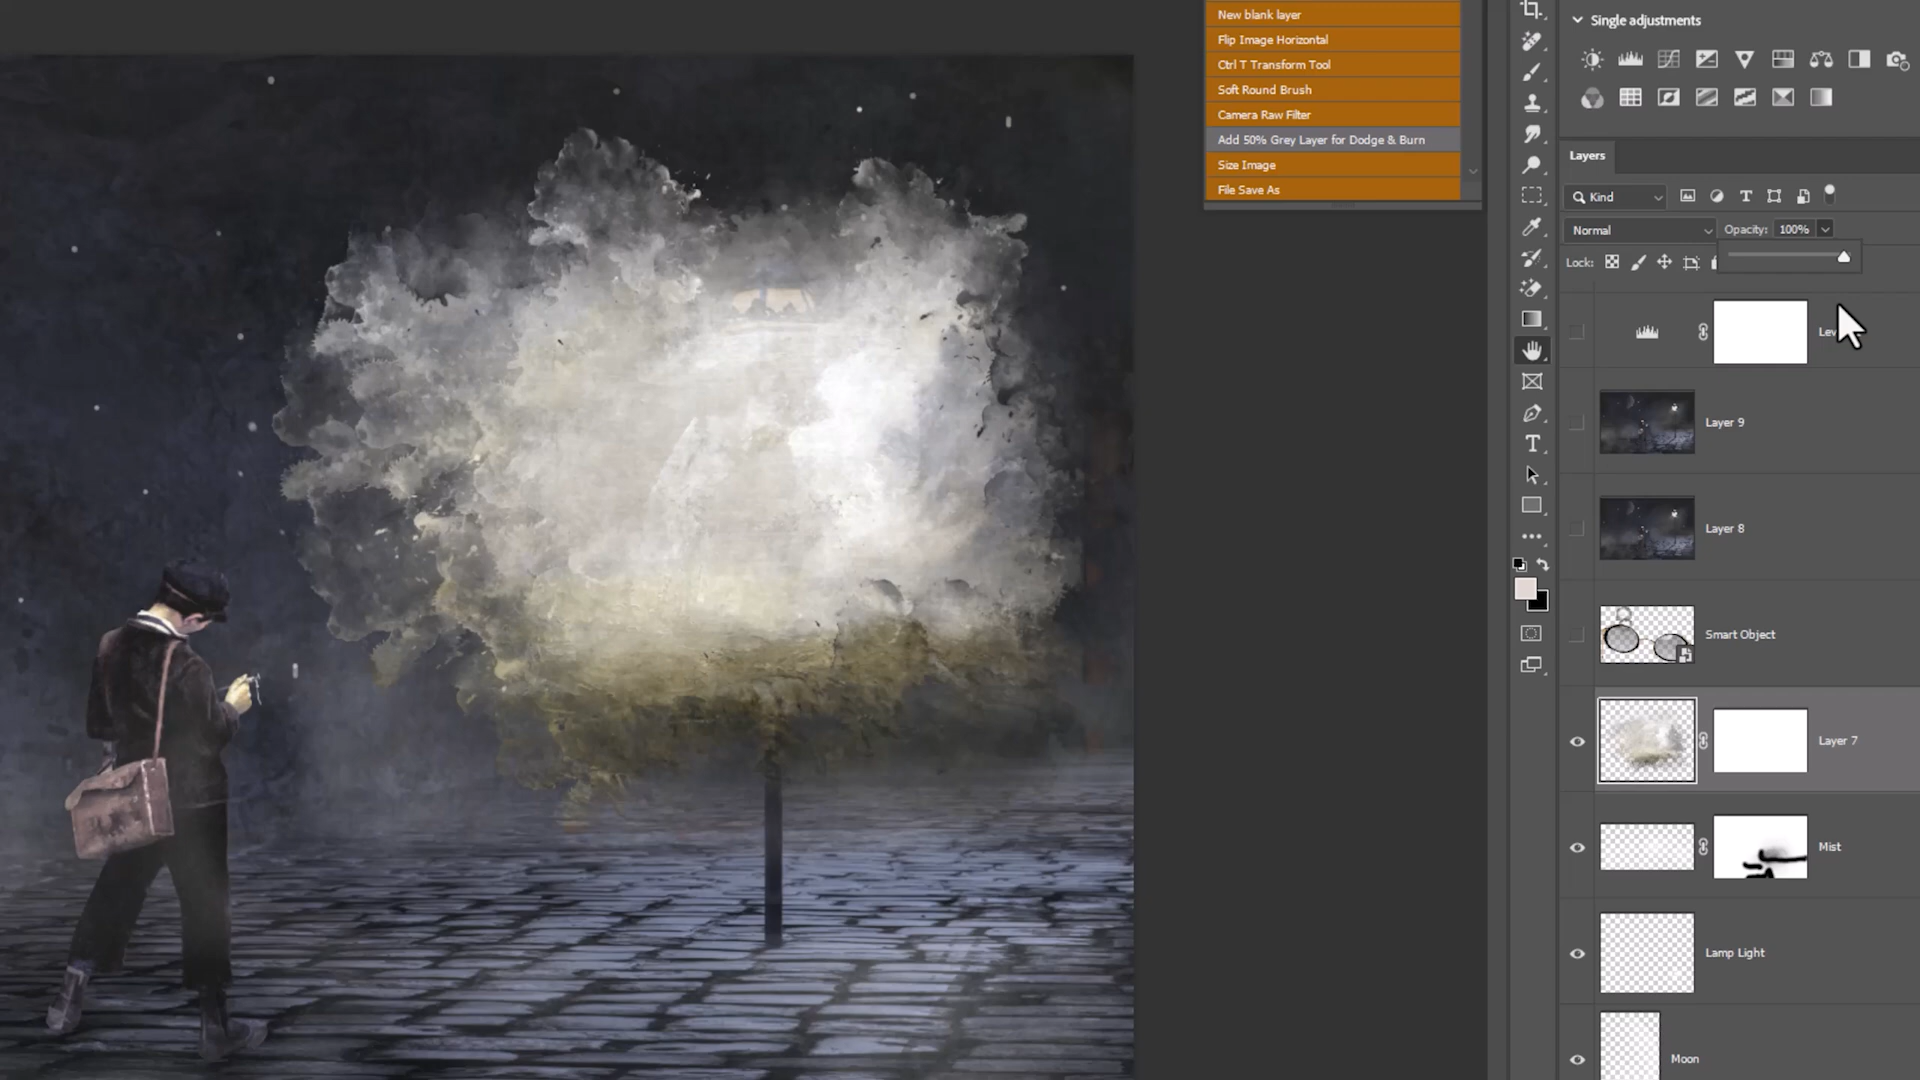 New blank layer
Flip Image Horizontal
Ctrl T Transform Tool
Soft Round Brush
Camera Raw Filter
Add 50% Grey Layer for Dodge & Burn
Size Image
File Save As
Single adjustments
Layers
Kind
Normal
Opacity: 100%
Lock:
Layer 9
Layer 8
Smart Object
Layer 7
Mist
Lamp Light
Moon